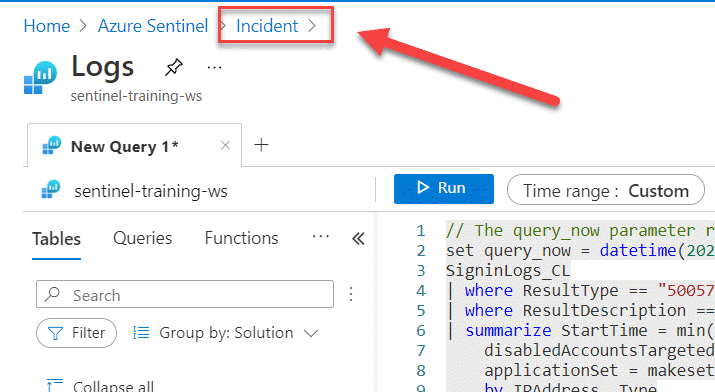 Home > Azure Sentinel > Incident >
Logs ...
sentinel-training-ws
New Query 1* × +
sentinel-training-ws
Run
Time range : Custom
Tables Queries Functions ... «
Search
Filter
Group by: Solution
Collapse all
1 // The query_now parameter r
2 set query_now = datetime(202
3 SigninLogs_CL
4 | where ResultType == "50057
5 | where ResultDescription ==
6 | summarize StartTime = min(
7 disabledAccountsTargeted
8 applicationSet = makeset
9 by IPAddress, Type